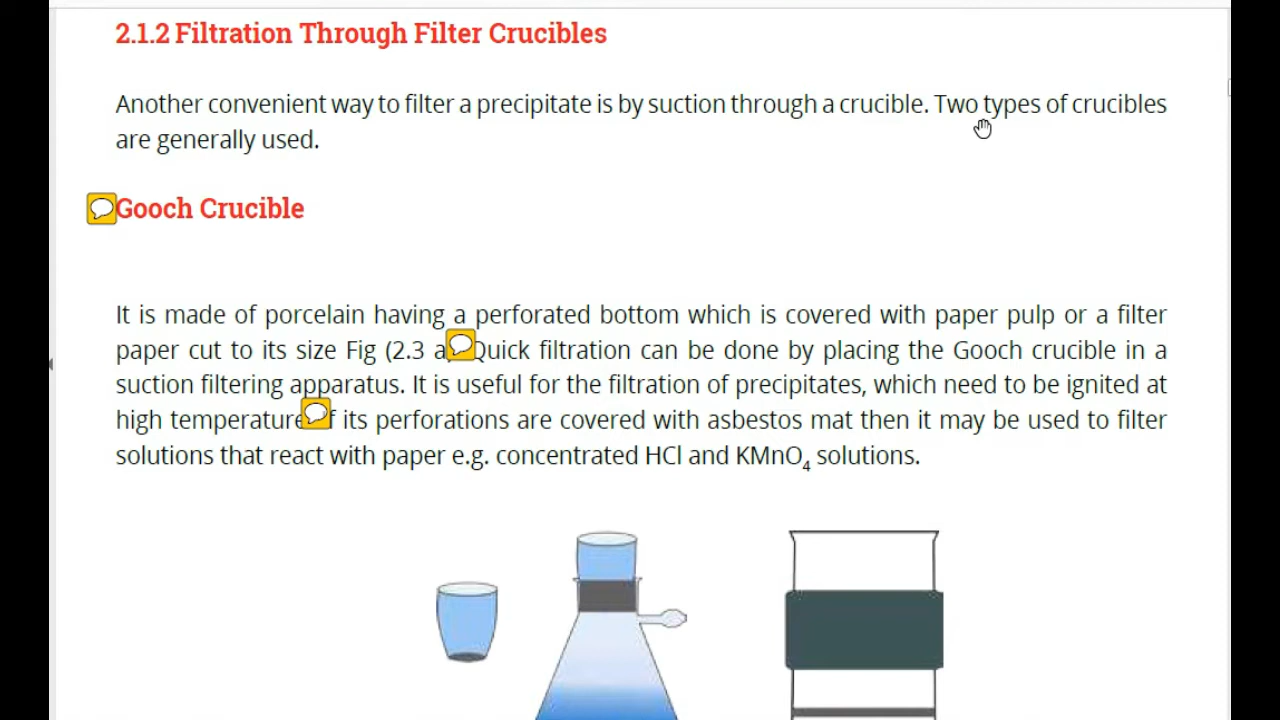 2.1.2 Filtration Through Filter Crucibles
Another convenient way to filter a precipitate is by suction through a crucible. Two types of crucibles
are generally used.
Gooch Crucible
It is made of porcelain having a perforated bottom which is covered with paper pulp or a filter
paper cut to its size Fig (2.3 a Quick filtration can be done by placing the Gooch crucible in a
suction filtering apparatus. It is useful for the filtration of precipitates, which need to be ignited at
high temperature its perforations are covered with asbestos mat then it may be used to filter
solutions that react with paper e.g. concentrated HCl and KMnO₄ solutions.